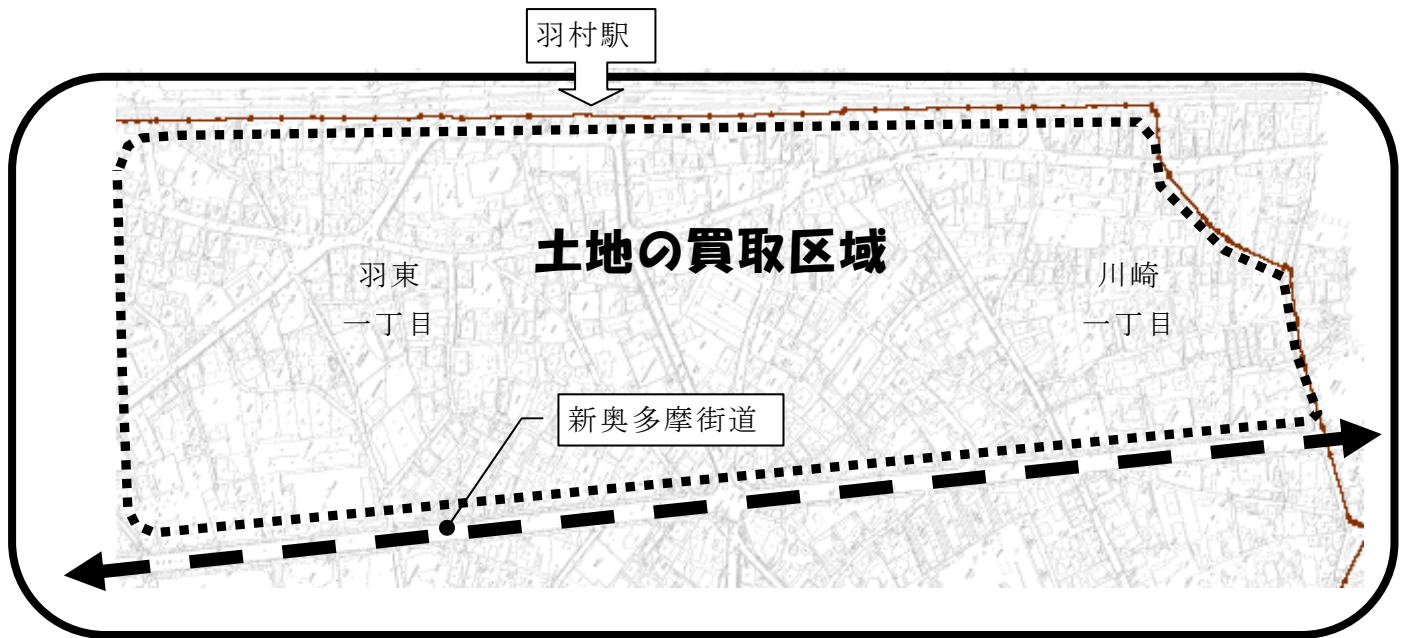 羽村駅
土地の買取区域
羽東
一丁目
川崎
一丁目
新奥多摩街道